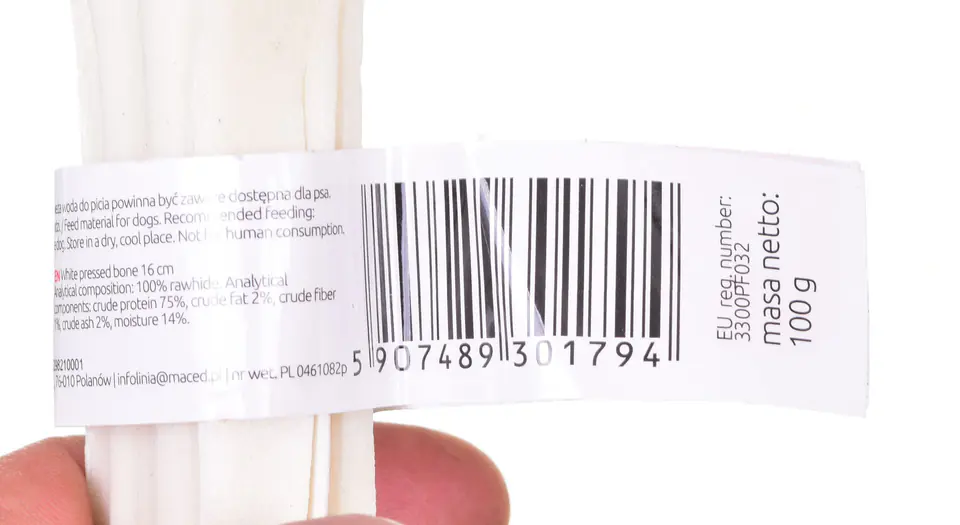 woda do picia powinna być zawsze dostępna dla psa.
/ Feed material for dogs. Recommended feeding:
dog. Store in a dry, cool place. Not for human consumption.
EN White pressed bone 16 cm
Analytical composition: 100% rawhide. Analytical
components: crude protein 75%, crude fat 2%, crude fiber
%, crude ash 2%, moisture 14%.
98210001
76-010 Polanów | infolinia@maced.pl | nr wet. PL 0461082p
5 907489 301794
EU reg. number:
3300PF032
masa netto:
100 g